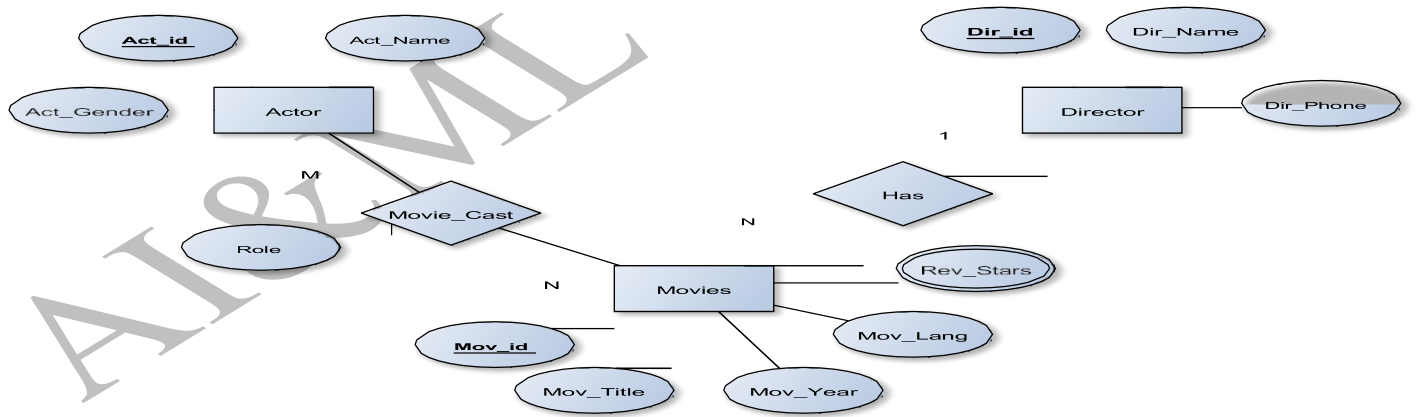 Act_id
Act_Name
Dir_id
Dir_Name
Act_Gender
Actor
Director
Dir_Phone
1
M
Has
Movie_Cast
N
Role
Rev_Stars
N
Movies
Mov_Lang
Mov_id
Mov_Title
Mov_Year
AI&ML